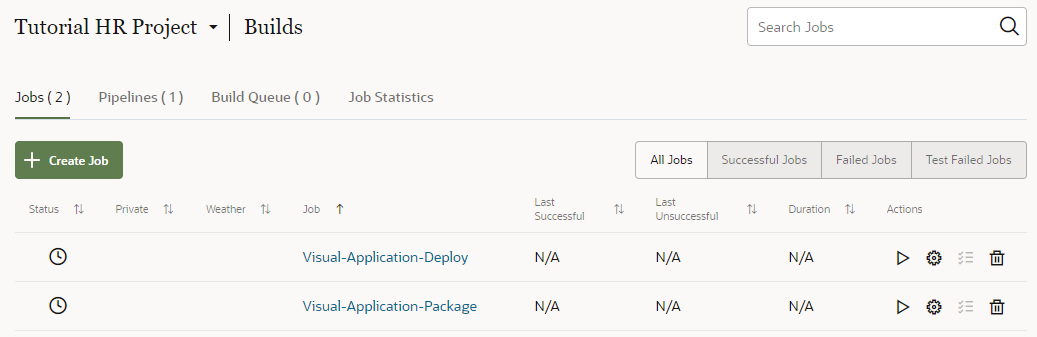 Tutorial HR Project Builds
Search Jobs
Jobs ( 2 ) Pipelines ( 1 ) Build Queue ( 0 ) Job Statistics
Create Job
All Jobs Successful Jobs Failed Jobs Test Failed Jobs
Status Private Weather Job Last Successful Last Unsuccessful Duration Actions
Visual-Application-Deploy N/A N/A N/A
Visual-Application-Package N/A N/A N/A